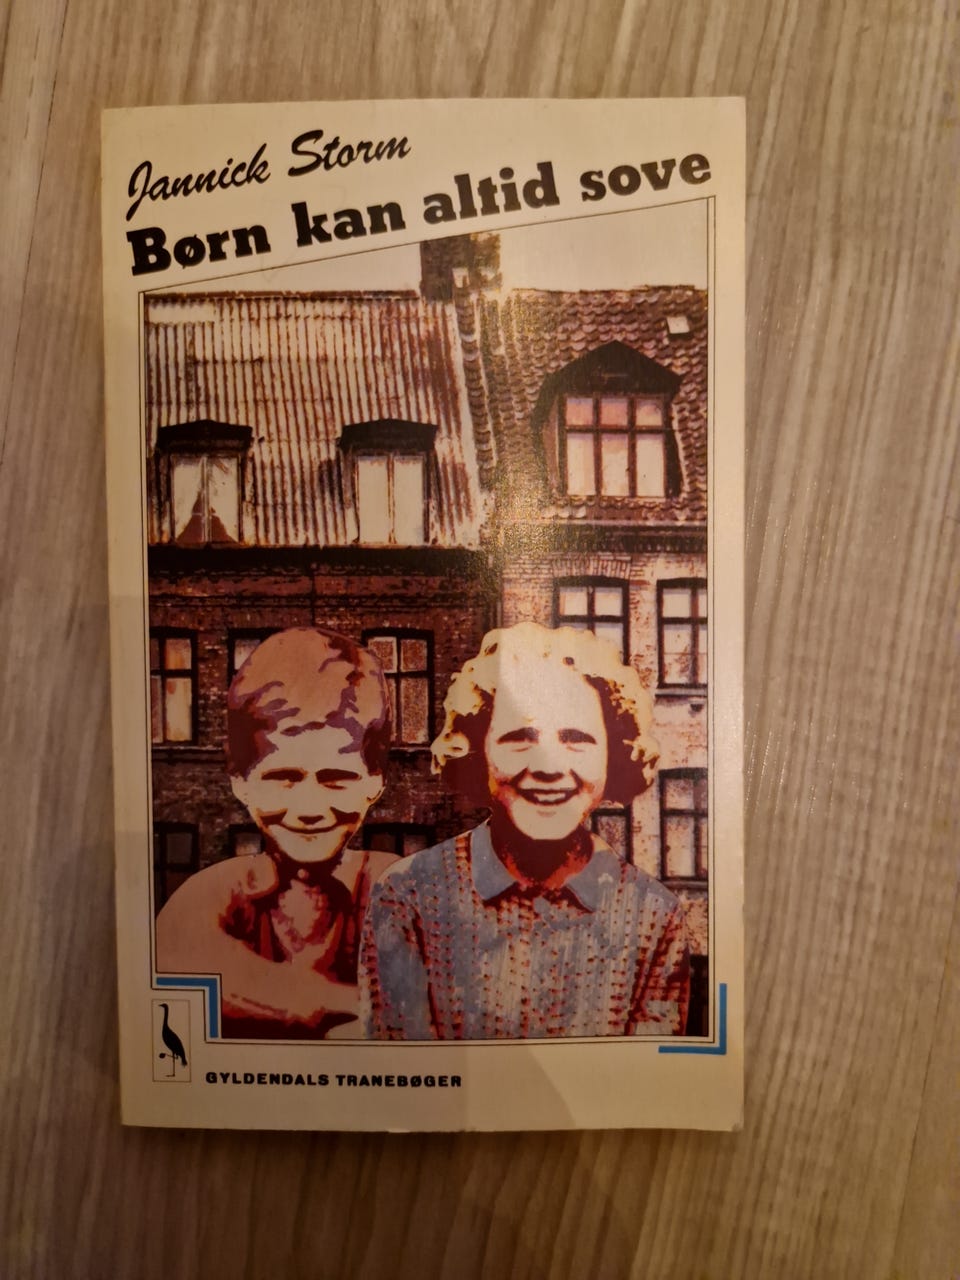 Jannick Storm
Børn kan altid sove
GYLDENDALS TRANEBØGER